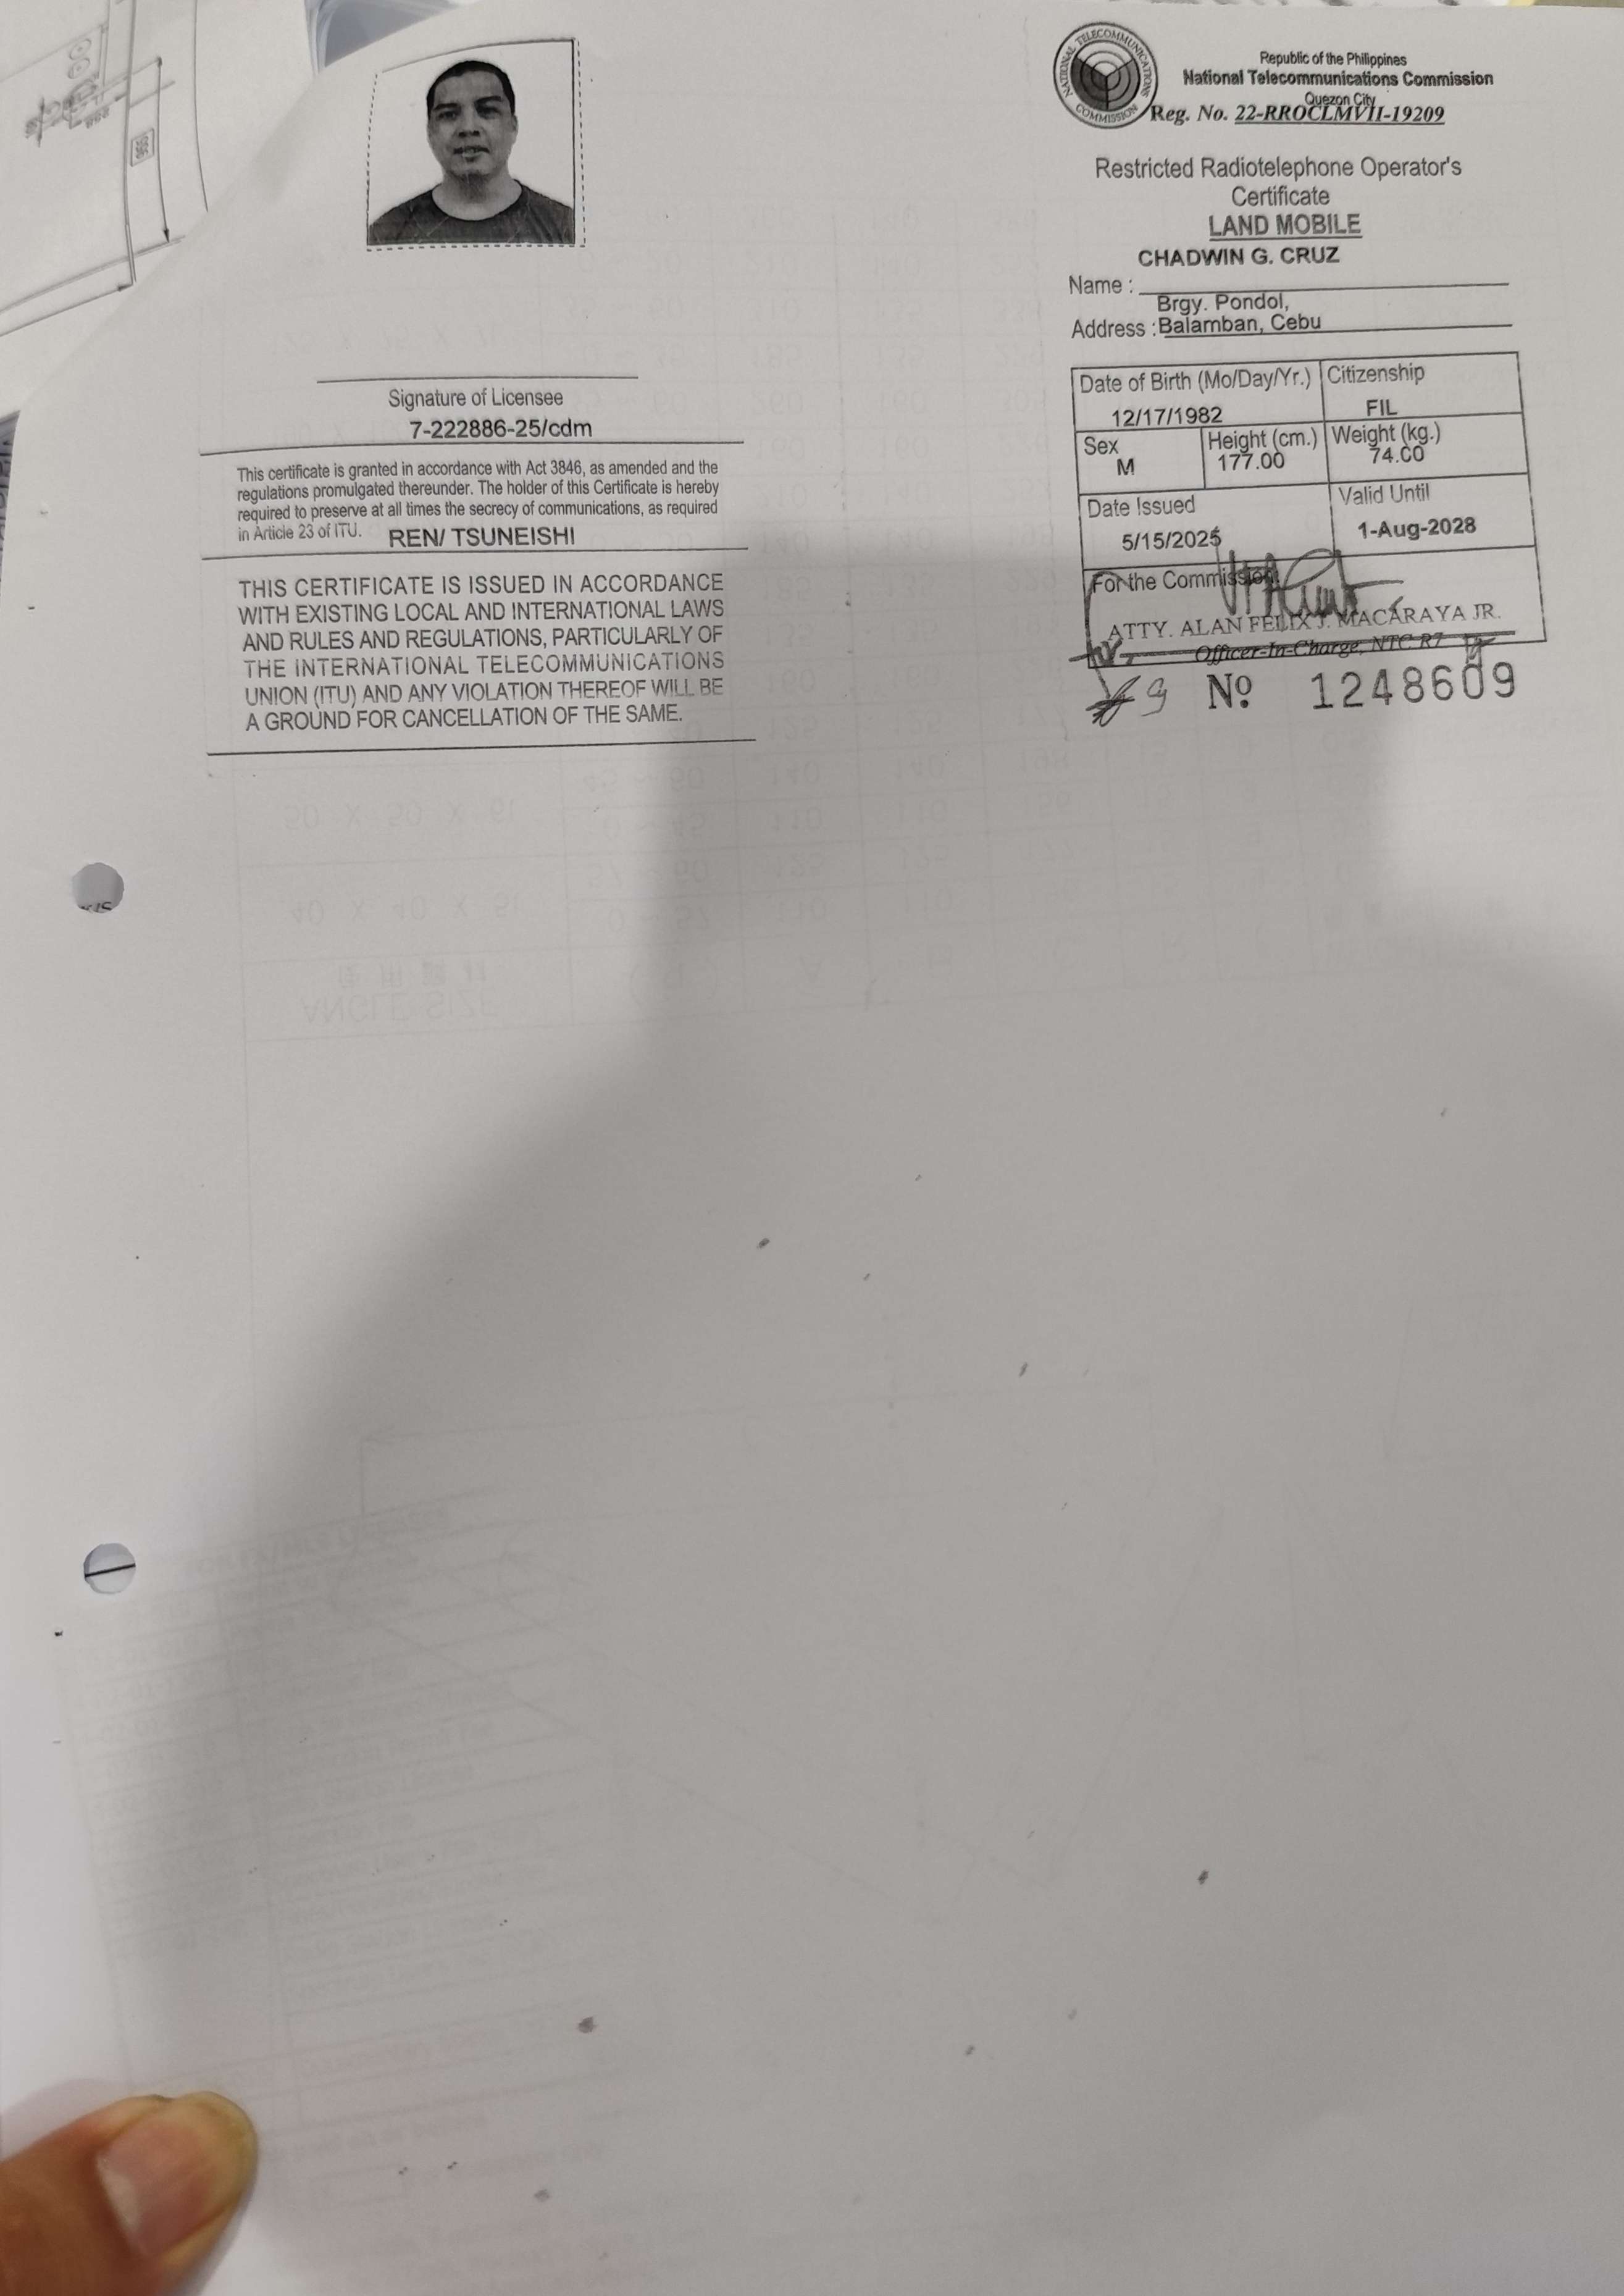 Signature of Licensee
7-222886-25/cdm
This certificate is granted in accordance with Act 3846, as amended and the
regulations promulgated thereunder. The holder of this Certificate is hereby
required to preserve at all times the secrecy of communications, as required
in Article 23 of ITU. REN/ TSUNEISHI
THIS CERTIFICATE IS ISSUED IN ACCORDANCE
WITH EXISTING LOCAL AND INTERNATIONAL LAWS
AND RULES AND REGULATIONS, PARTICULARLY OF
THE INTERNATIONAL TELECOMMUNICATIONS
UNION (ITU) AND ANY VIOLATION THEREOF WILL BE
A GROUND FOR CANCELLATION OF THE SAME.
NATIONAL TELECOMMUNICATIONS COMMISSION
Republic of the Philippines
National Telecommunications Commission
Quezon City
Reg. No. 22-RROCLMVII-19209
Restricted Radiotelephone Operator's
Certificate
LAND MOBILE
CHADWIN G. CRUZ
Name :
Brgy. Pondol,
Address : Balamban, Cebu
Date of Birth (Mo/Day/Yr.) Citizenship
12/17/1982 FIL
Sex Height (cm.) Weight (kg.)
M 177.00 74.00
Date Issued Valid Until
5/15/2025 1-Aug-2028
For the Commission:
ATTY. ALAN FELIX J. MACARAYA JR.
Officer-In-Charge, NTC R7
Nº 1248609